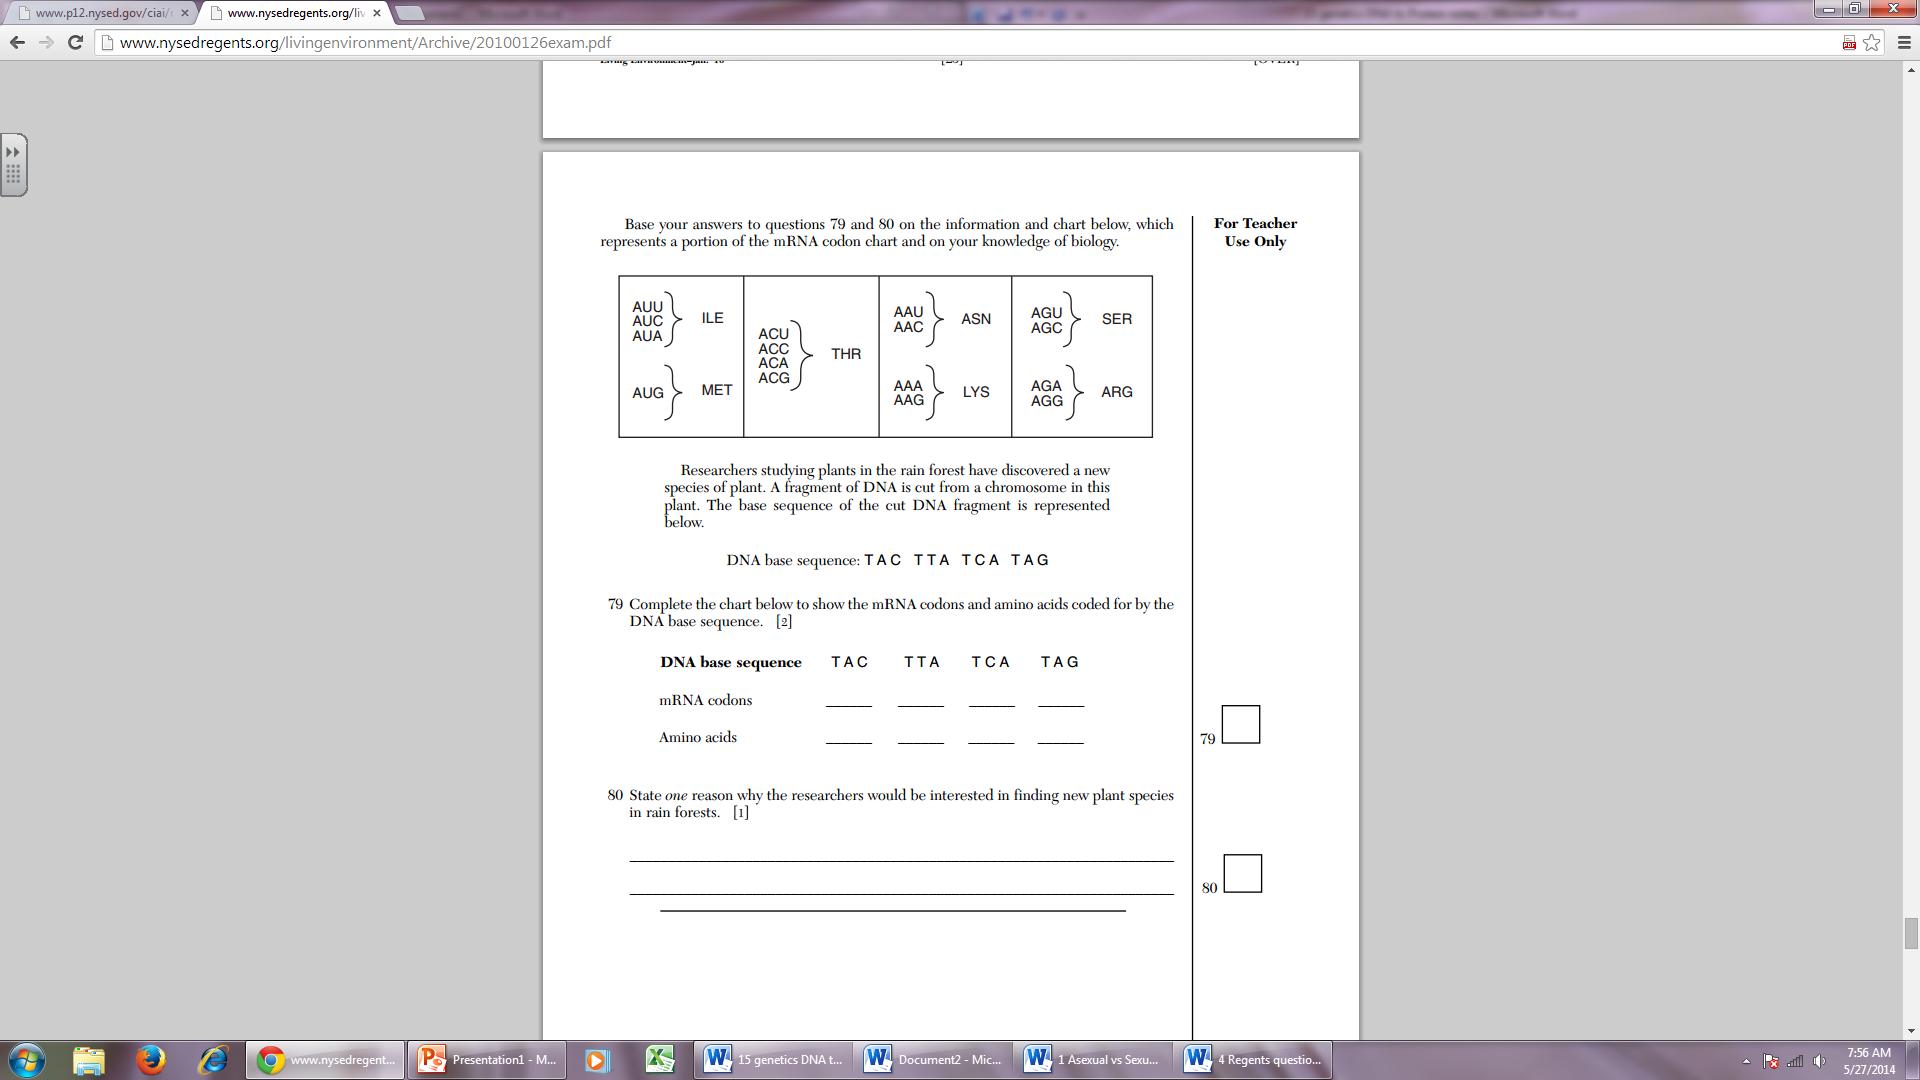 www.p12.nysed.gov/ciai/
www.nysedregents.org/liv
www.nysedregents.org/livingenvironment/Archive/20100126exam.pdf
Base your answers to questions 79 and 80 on the information and chart below, which
represents a portion of the mRNA codon chart and on your knowledge of biology.
For Teacher
Use Only
AUU
AUC
AUA
ILE
AUG
MET
ACU
ACC
ACA
ACG
THR
AAU
AAC
ASN
AAA
AAG
LYS
AGU
AGC
SER
AGA
AGG
ARG
Researchers studying plants in the rain forest have discovered a new
species of plant. A fragment of DNA is cut from a chromosome in this
plant. The base sequence of the cut DNA fragment is represented
below.
DNA base sequence: T A C T T A T C A T A G
79 Complete the chart below to show the mRNA codons and amino acids coded for by the
DNA base sequence. [2]
DNA base sequence T A C T T A T C A T A G
mRNA codons ______ ______ ______ ______
Amino acids ______ ______ ______ ______
79
80 State one reason why the researchers would be interested in finding new plant species
in rain forests. [1]
80
www.nysedregent...
Presentation1 - M...
15 genetics DNA t...
Document2 - Mic...
1 Asexual vs Sexu...
4 Regents questio...
7:56 AM
5/27/2014